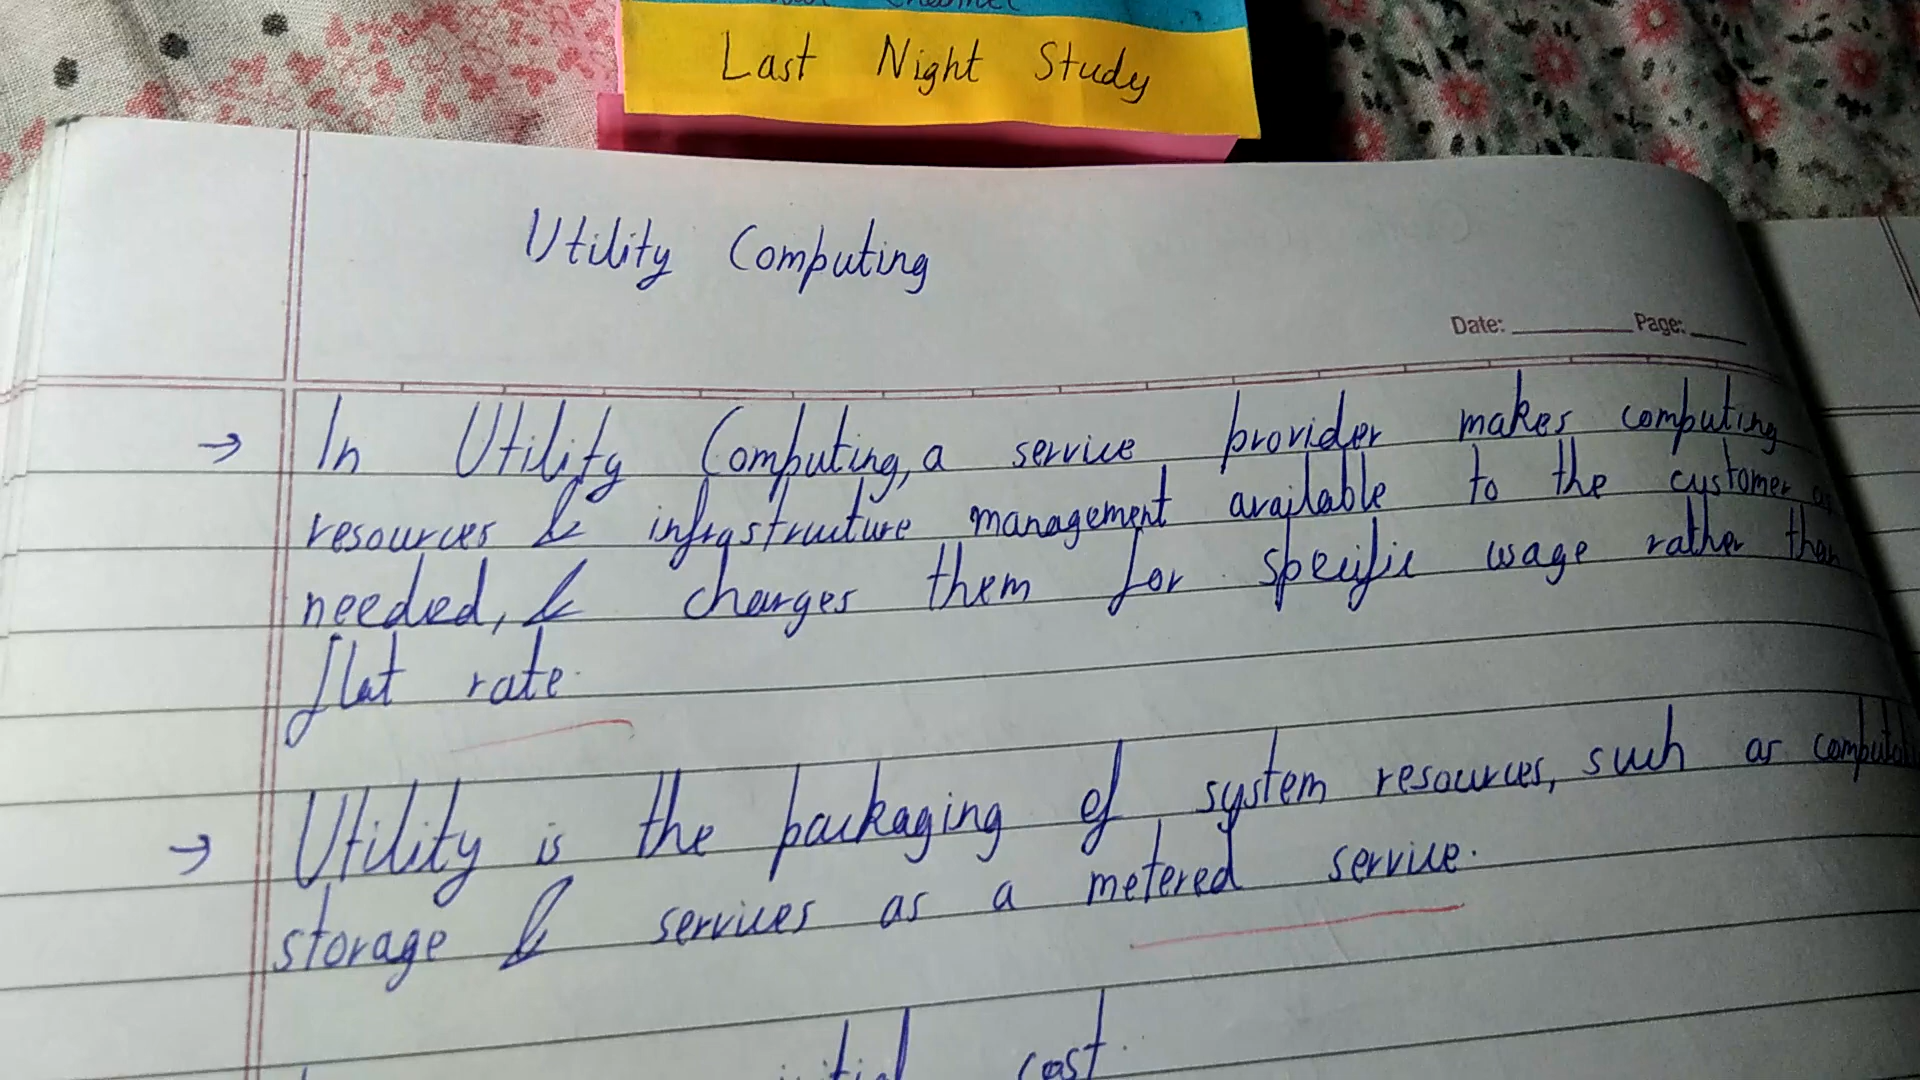 Channel
Last Night Study
Utility Computing
Date: Page:
→ In Utility Computing, a service provider makes computing
resources & infrastructure management available to the customer as
needed, & charges them for specific usage rather than
flat rate.
→ Utility is the packaging of system resources, such as
storage & services as a metered service.
initial cost.